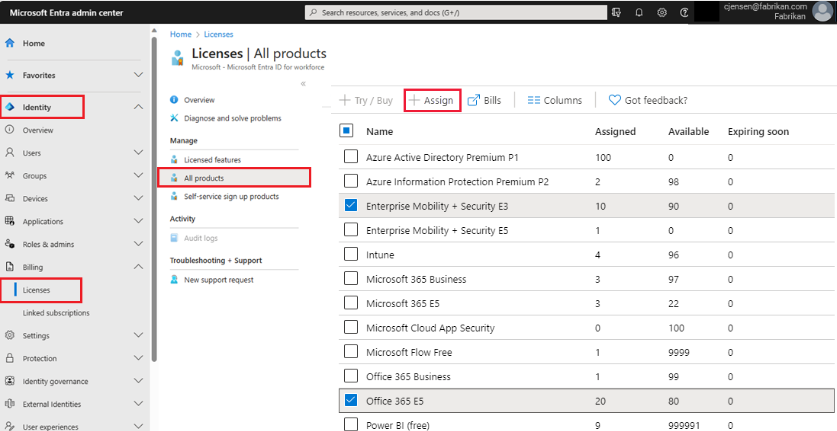 Microsoft Entra admin center
Search resources, services, and docs (G+/)
cjensen@fabrikan.com
Fabrikan
Home
Favorites
Identity
Overview
Users
Groups
Devices
Applications
Roles & admins
Billing
Licenses
Linked subscriptions
Settings
Protection
Identity governance
External Identities
User experiences
Home > Licenses
Licenses | All products
Microsoft - Microsoft Entra ID for workforce
Overview
Diagnose and solve problems
Manage
Licensed features
All products
Self-service sign up products
Activity
Audit logs
Troubleshooting + Support
New support request
Try / Buy Assign Bills Columns Got feedback?
Name Assigned Available Expiring soon
Azure Active Directory Premium P1 100 0 0
Azure Information Protection Premium P2 2 98 0
Enterprise Mobility + Security E3 10 90 0
Enterprise Mobility + Security E5 1 0 0
Intune 4 96 0
Microsoft 365 Business 3 97 0
Microsoft 365 E5 3 22 0
Microsoft Cloud App Security 0 100 0
Microsoft Flow Free 1 9999 0
Office 365 Business 1 99 0
Office 365 E5 20 80 0
Power BI (free) 9 999991 0